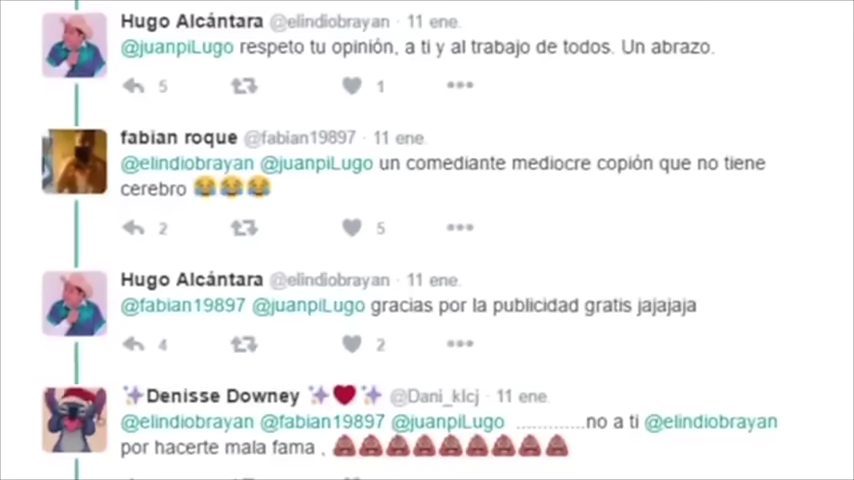 Hugo Alcántara @elindiobrayan · 11 ene.
@juanpiLugo respeto tu opinión, a ti y al trabajo de todos. Un abrazo.
5 1
fabian roque @fabian19897 · 11 ene.
@elindiobrayan @juanpiLugo un comediante mediocre copión que no tiene
cerebro 😂😂😂
2 5
Hugo Alcántara @elindiobrayan · 11 ene.
@fabian19897 @juanpiLugo gracias por la publicidad gratis jajajaja
4 2
✨Denisse Downey ✨❤✨ @Dani_klcj · 11 ene.
@elindiobrayan @fabian19897 @juanpiLugo .............no a ti @elindiobrayan
por hacerte mala fama , 💩💩💩💩💩💩💩💩💩